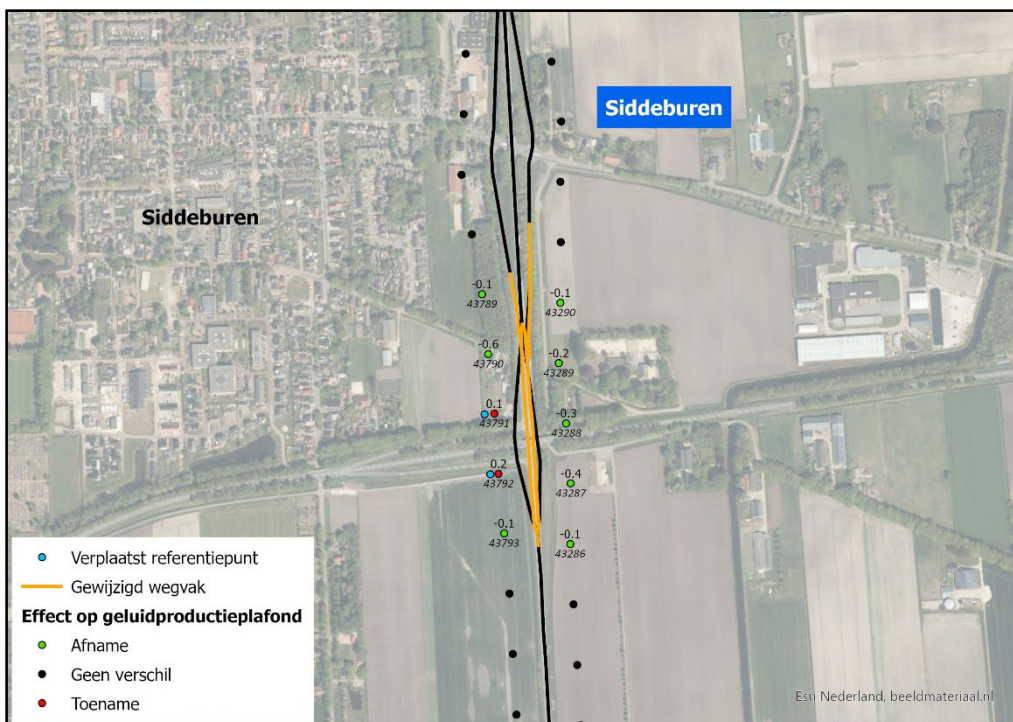 Siddeburen
Siddeburen
-0.1
43789
-0.1
43290
-0.6
43790
-0.2
43289
0.1
43791
-0.3
43288
0.2
43792
-0.4
43287
-0.1
43793
-0.1
43286
Verplaatst referentiepunt
Gewijzigd wegvak
Effect op geluidproductieplafond
Afname
Geen verschil
Toename
Esri Nederland, beeldmateriaal.nl